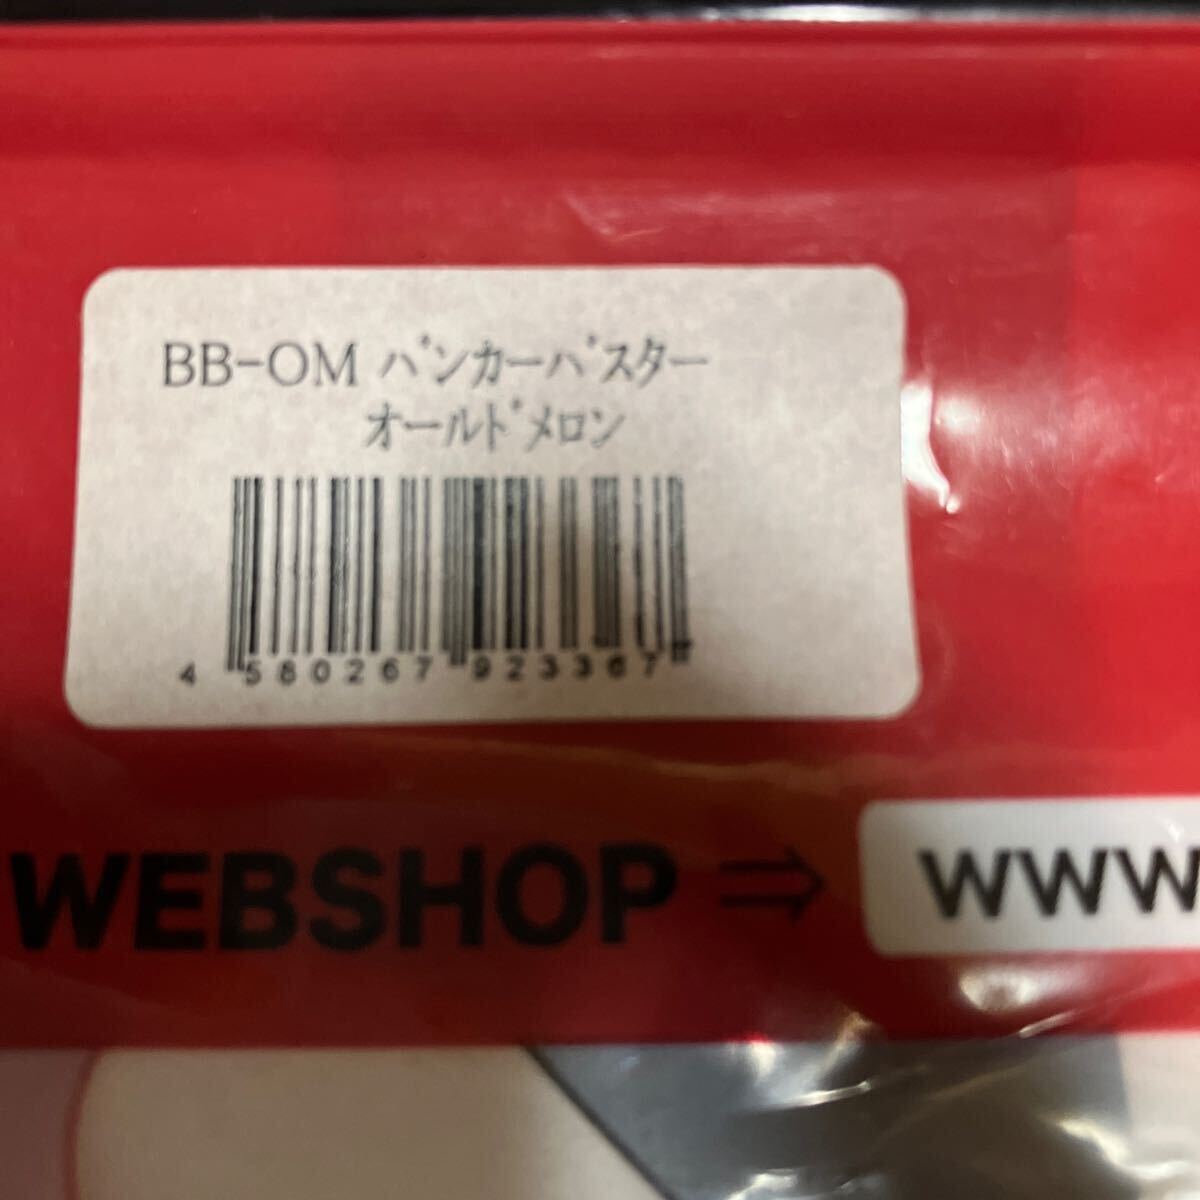 BB-OM バンカーバスター
オールドメロン
4 580267 923367
WEBSHOP ⇒ WWW